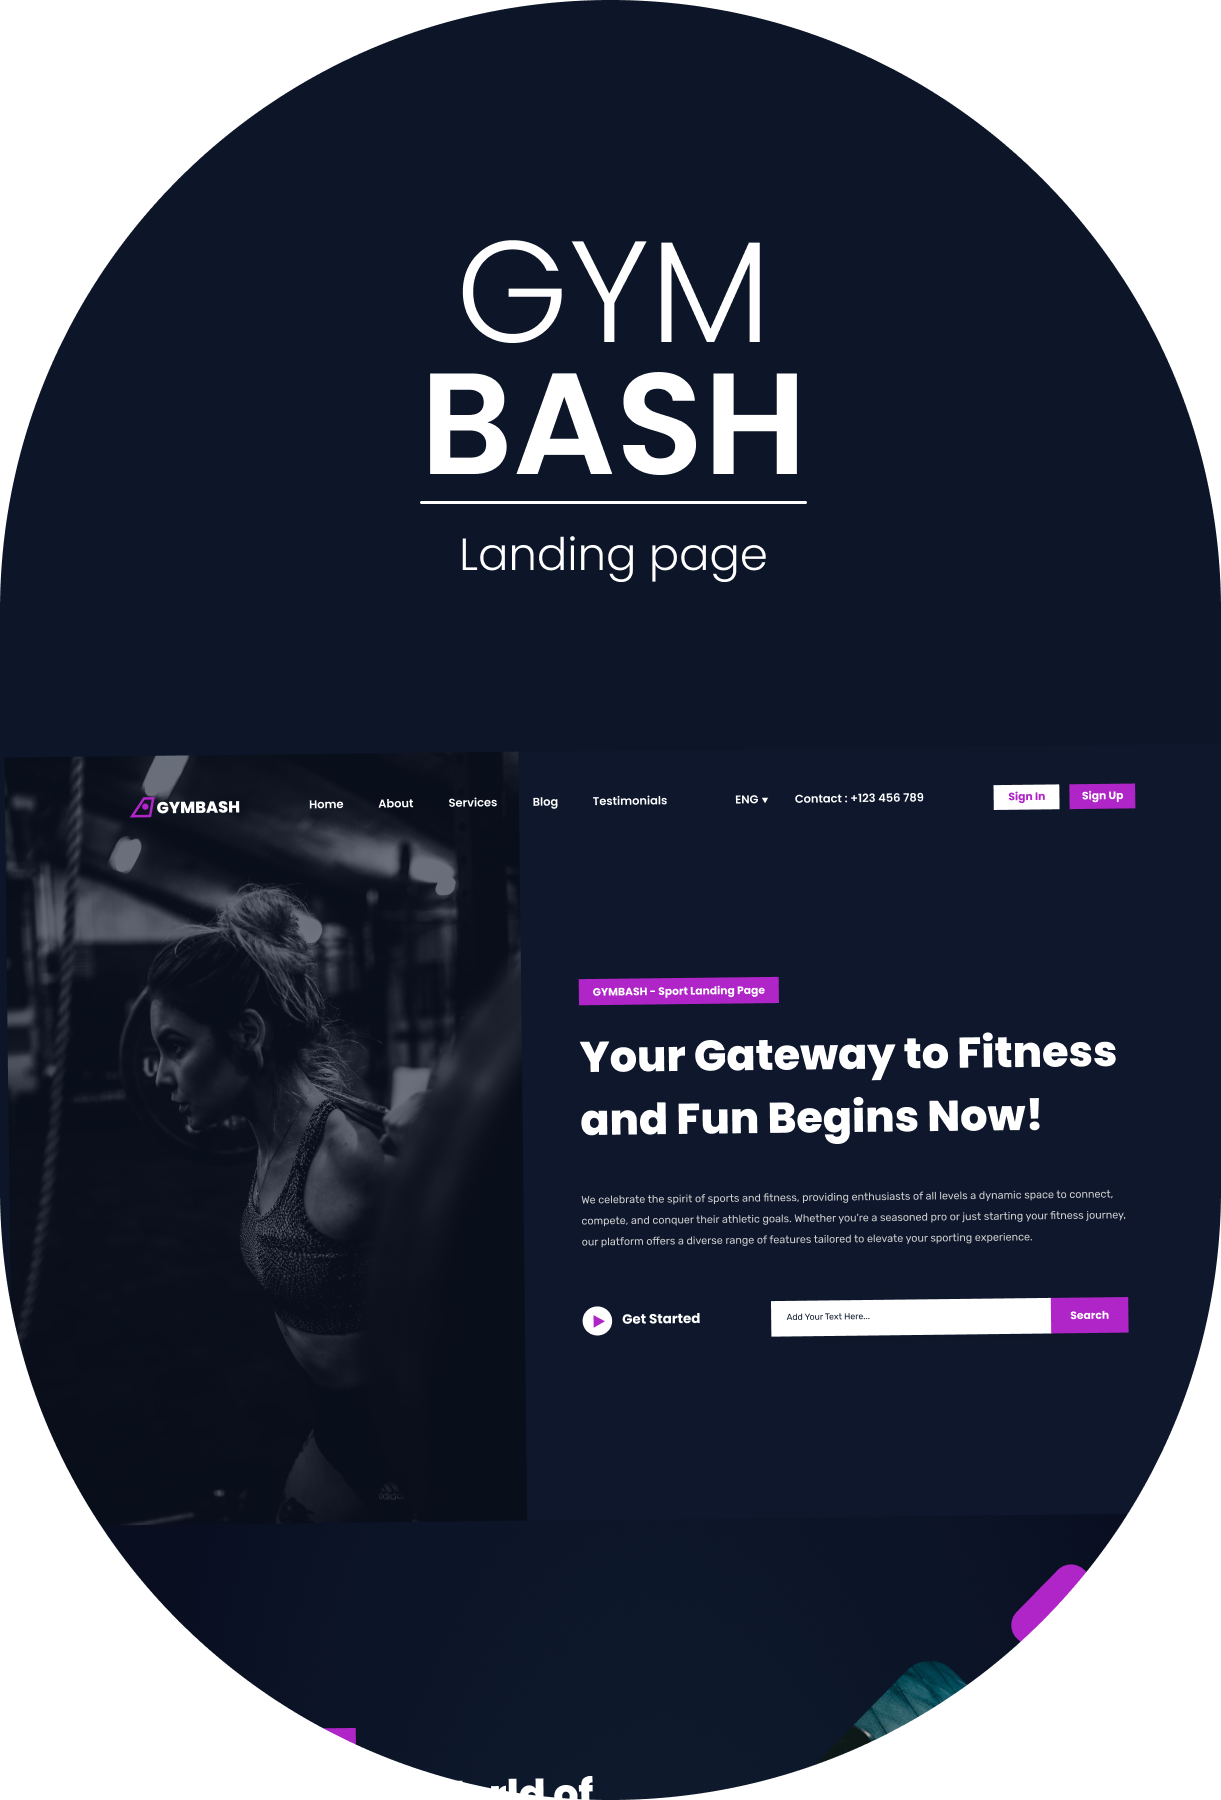 GYM
BASH
Landing page
GYMBASH
Home
About
Services
Blog
Testimonials
ENG ▾
Contact : +123 456 789
Sign In
Sign Up
GYMBASH - Sport Landing Page
Your Gateway to Fitness
and Fun Begins Now!
We celebrate the spirit of sports and fitness, providing enthusiasts of all levels a dynamic space to connect,
compete, and conquer their athletic goals. Whether you're a seasoned pro or just starting your fitness journey,
our platform offers a diverse range of features tailored to elevate your sporting experience.
Get Started
Add Your Text Here...
Search
adidas
of